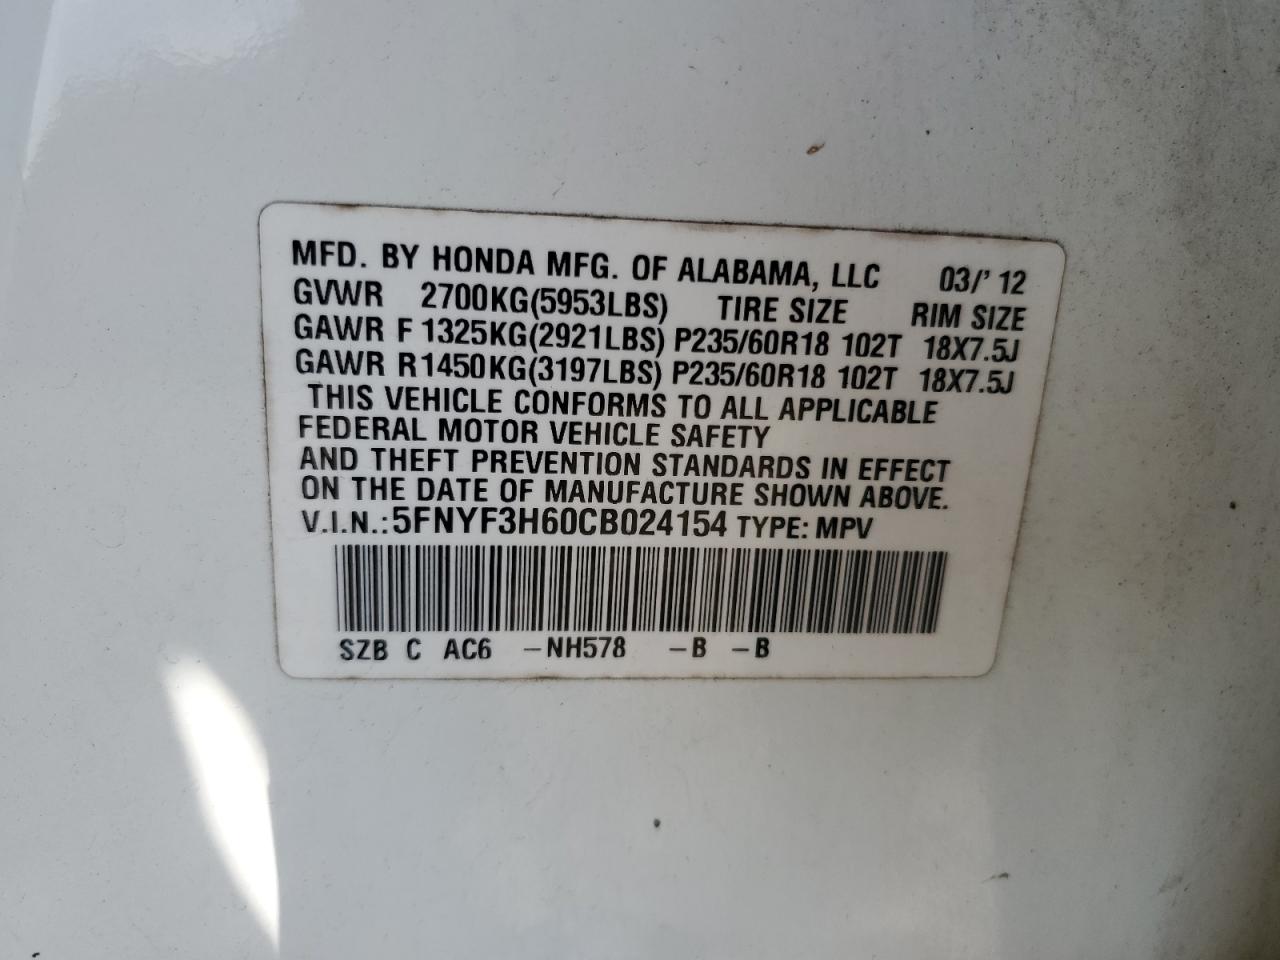 MFD. BY HONDA MFG. OF ALABAMA, LLC 03/' 12
GVWR 2700KG(5953LBS) TIRE SIZE RIM SIZE
GAWR F 1325KG(2921LBS) P235/60R18 102T 18X7.5J
GAWR R 1450KG(3197LBS) P235/60R18 102T 18X7.5J
THIS VEHICLE CONFORMS TO ALL APPLICABLE
FEDERAL MOTOR VEHICLE SAFETY
AND THEFT PREVENTION STANDARDS IN EFFECT
ON THE DATE OF MANUFACTURE SHOWN ABOVE.
V.I.N.:5FNYF3H60CB024154 TYPE: MPV
SZB C AC6 –NH578 –B –B